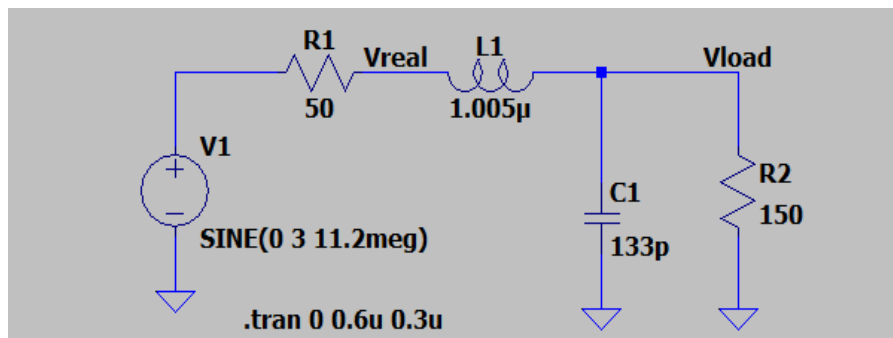 R1
Vreal
L1
Vload
50
1.005µ
V1
R2
C1
150
SINE(0 3 11.2meg)
133p
.tran 0 0.6u 0.3u